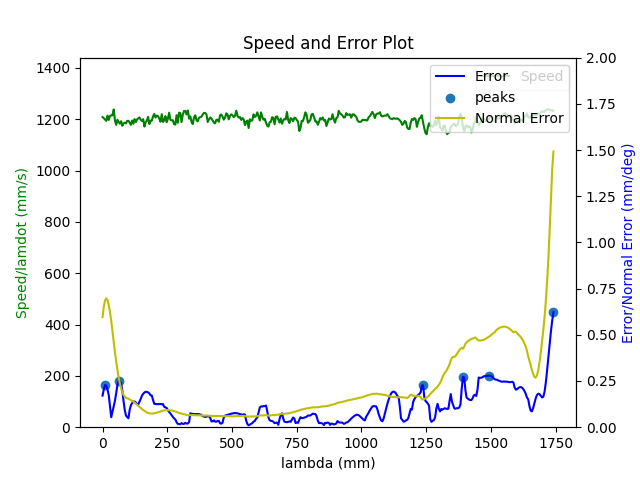 Speed and Error Plot
Speed/lamdot (mm/s)
1400
1200
1000
800
600
400
200
0
Error
peaks
Normal Error
Speed
2.00
1.75
1.50
1.25
1.00
0.75
0.50
0.25
0.00
Error/Normal Error (mm/deg)
0 250 500 750 1000 1250 1500 1750
lambda (mm)